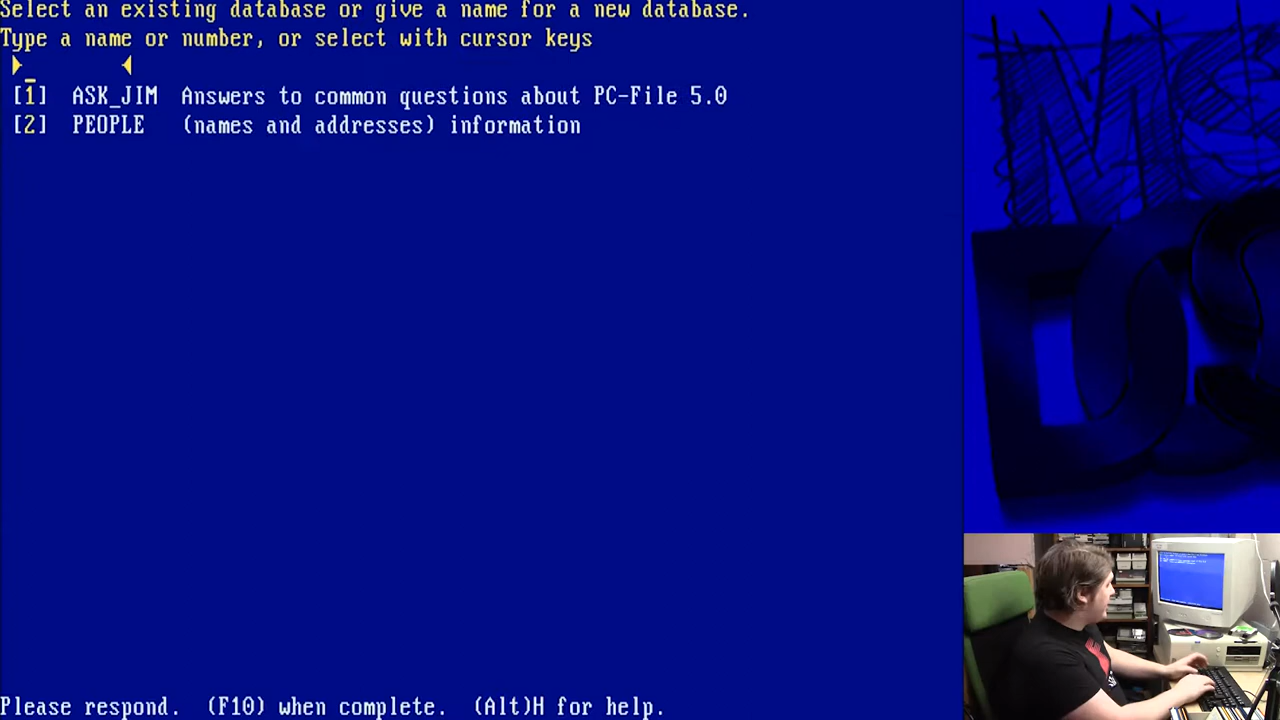 Select an existing database or give a name for a new database.
Type a name or number, or select with cursor keys
[1] ASK_JIM Answers to common questions about PC-File 5.0
[2] PEOPLE (names and addresses) information
MS
DOS
Please respond. (F10) when complete. (Alt)H for help.